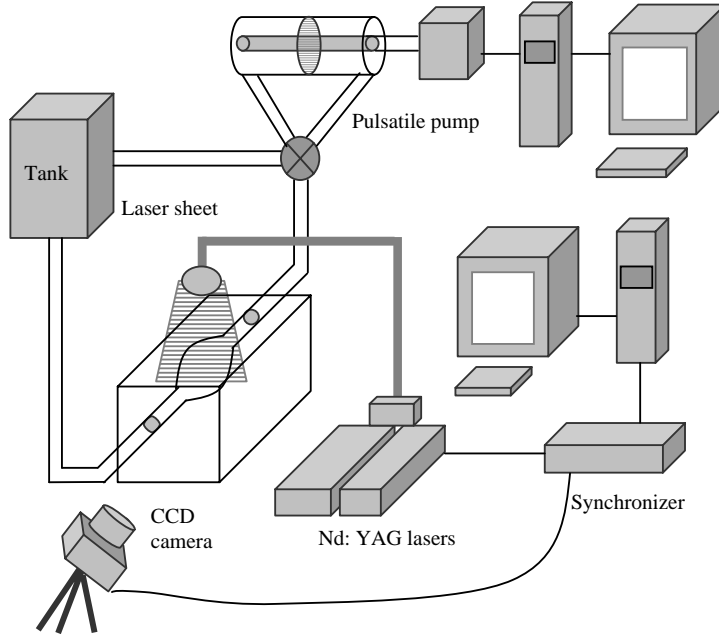 Pulsatile pump
Tank
Laser sheet
CCD
camera
Nd: YAG lasers
Synchronizer